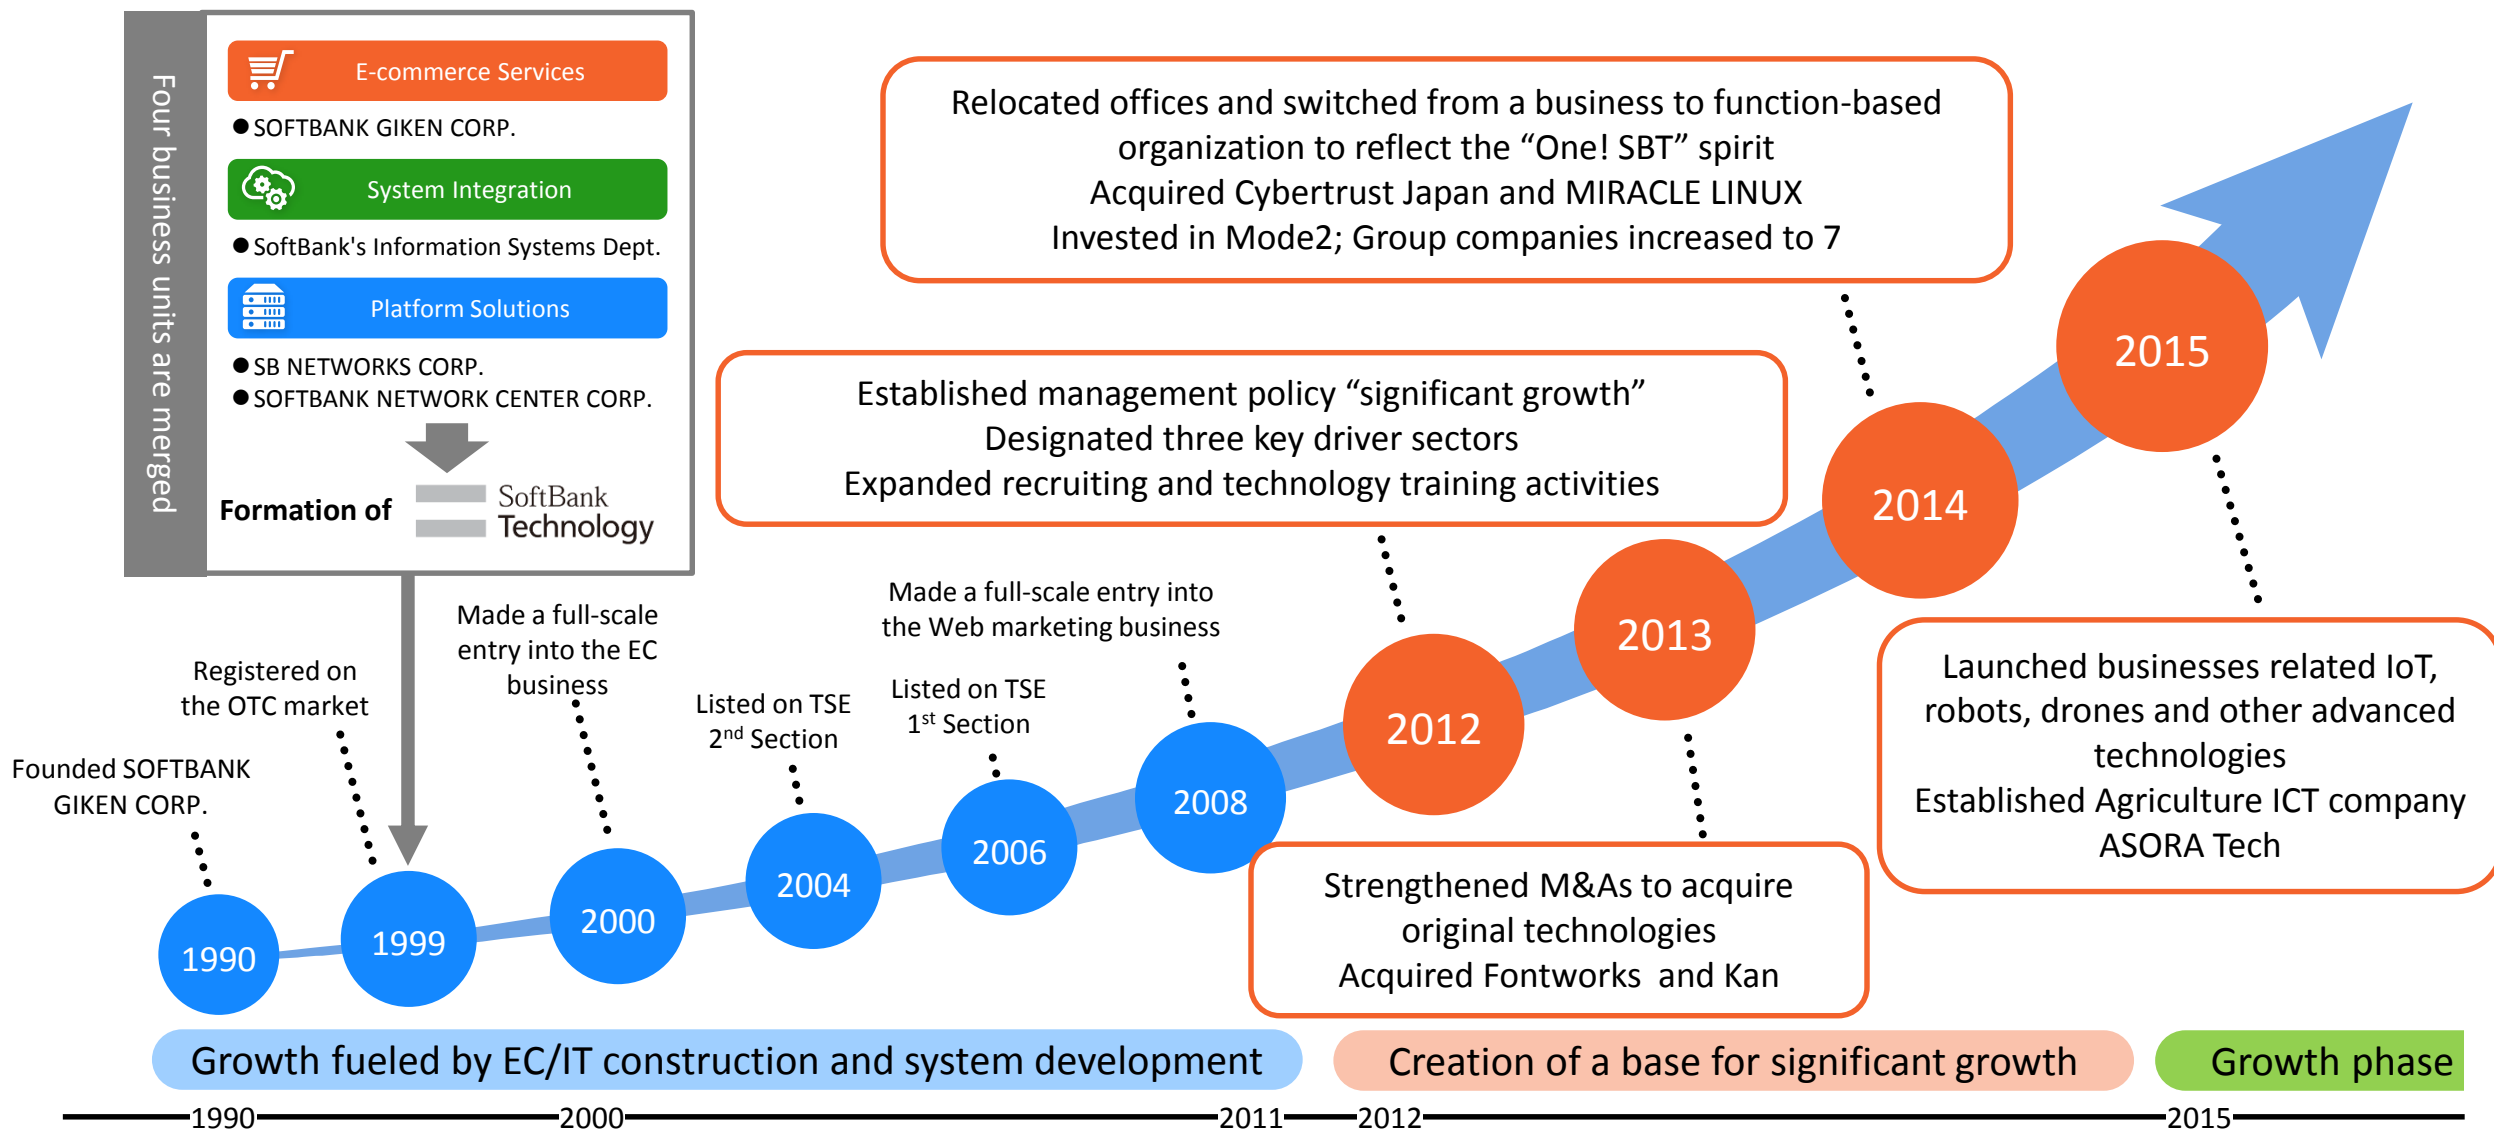 Four business units are merged
E-commerce Services
● SOFTBANK GIKEN CORP.
System Integration
● SoftBank's Information Systems Dept.
Platform Solutions
● SB NETWORKS CORP.
● SOFTBANK NETWORK CENTER CORP.
Formation of
SoftBank
Technology
Relocated offices and switched from a business to function-based
organization to reflect the “One! SBT” spirit
Acquired Cybertrust Japan and MIRACLE LINUX
Invested in Mode2; Group companies increased to 7
Established management policy “significant growth”
Designated three key driver sectors
Expanded recruiting and technology training activities
Founded SOFTBANK
GIKEN CORP.
Registered on
the OTC market
Made a full-scale
entry into the EC
business
Listed on TSE
2nd Section
Listed on TSE
1st Section
Made a full-scale entry into
the Web marketing business
1990
1999
2000
2004
2006
2008
2012
2013
2014
2015
Strengthened M&As to acquire
original technologies
Acquired Fontworks  and Kan
Launched businesses related IoT,
robots, drones and other advanced
technologies
Established Agriculture ICT company
ASORA Tech
Growth fueled by EC/IT construction and system development
Creation of a base for significant growth
Growth phase
1990
2000
2011
2012
2015